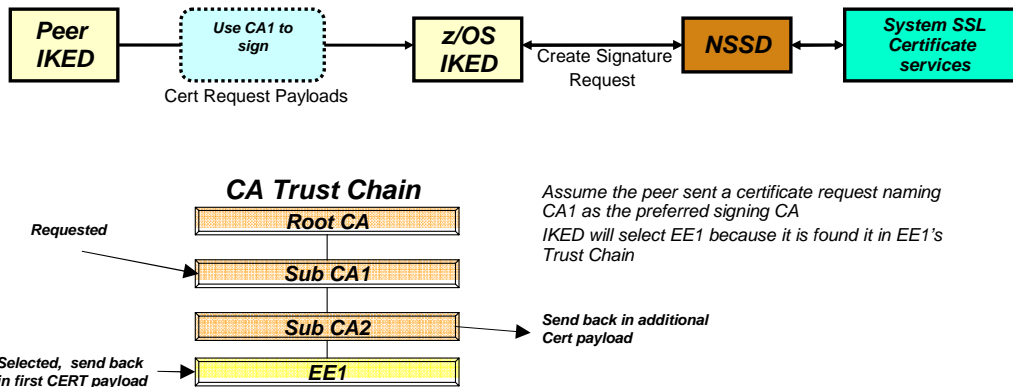 Peer
IKED
Use CA1 to
sign
Cert Request Payloads
z/OS
IKED
Create Signature
Request
NSSD
System SSL
Certificate
services
CA Trust Chain
Root CA
Requested
Sub CA1
Sub CA2
EE1
Selected, send back
in first CERT payload
Send back in additional
Cert payload
Assume the peer sent a certificate request naming
CA1 as the preferred signing CA
IKED will select EE1 because it is found it in EE1's
Trust Chain